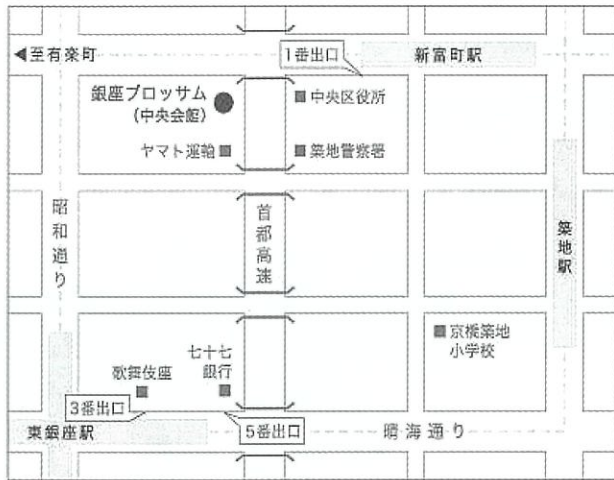 ◀至有楽町
1番出口
新富町駅
銀座ブロッサム
(中央会館)
中央区役所
ヤマト運輸
築地警察署
昭和通り
首都高速
築地駅
京橋築地
小学校
七十七
銀行
歌舞伎座
3番出口
5番出口
東銀座駅
晴海通り